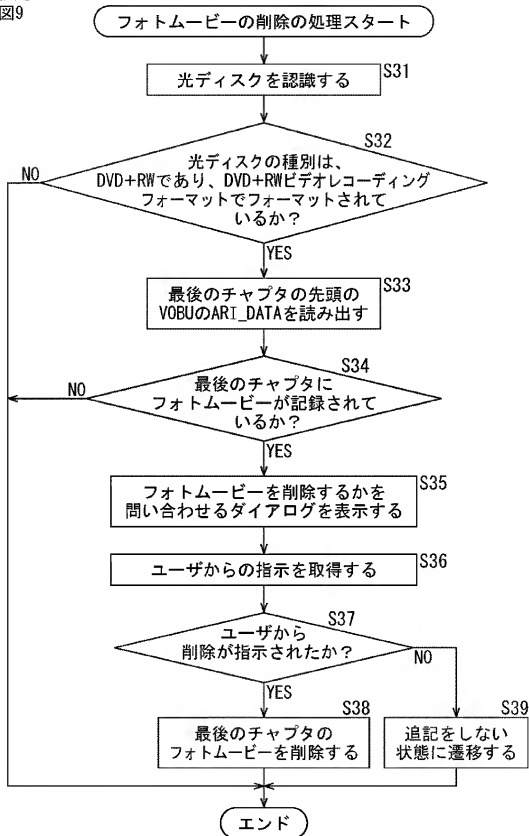 図9
フォトムービーの削除の処理スタート
光ディスクを認識する
S31
S32
光ディスクの種別は、
DVD+RWであり、DVD+RWビデオレコーディング
フォーマットでフォーマットされて
いるか？
NO
YES
S33
最後のチャプタの先頭の
VOBUのARI_DATAを読み出す
S34
最後のチャプタに
フォトムービーが記録されて
いるか？
NO
YES
S35
フォトムービーを削除するかを
問い合わせるダイアログを表示する
S36
ユーザからの指示を取得する
S37
ユーザから
削除が指示されたか？
NO
YES
S38
最後のチャプタの
フォトムービーを削除する
S39
追記をしない
状態に遷移する
エンド